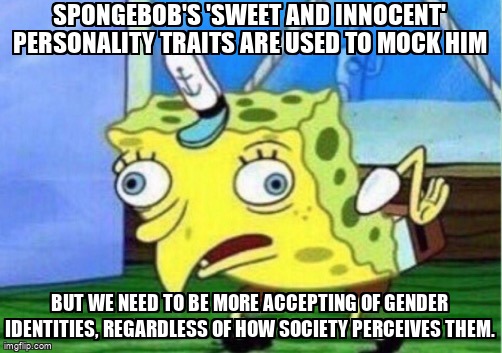 SPONGEBOB'S 'SWEET AND INNOCENT'
PERSONALITY TRAITS ARE USED TO MOCK HIM
BUT WE NEED TO BE MORE ACCEPTING OF GENDER
IDENTITIES, REGARDLESS OF HOW SOCIETY PERCEIVES THEM.
imgflip.com